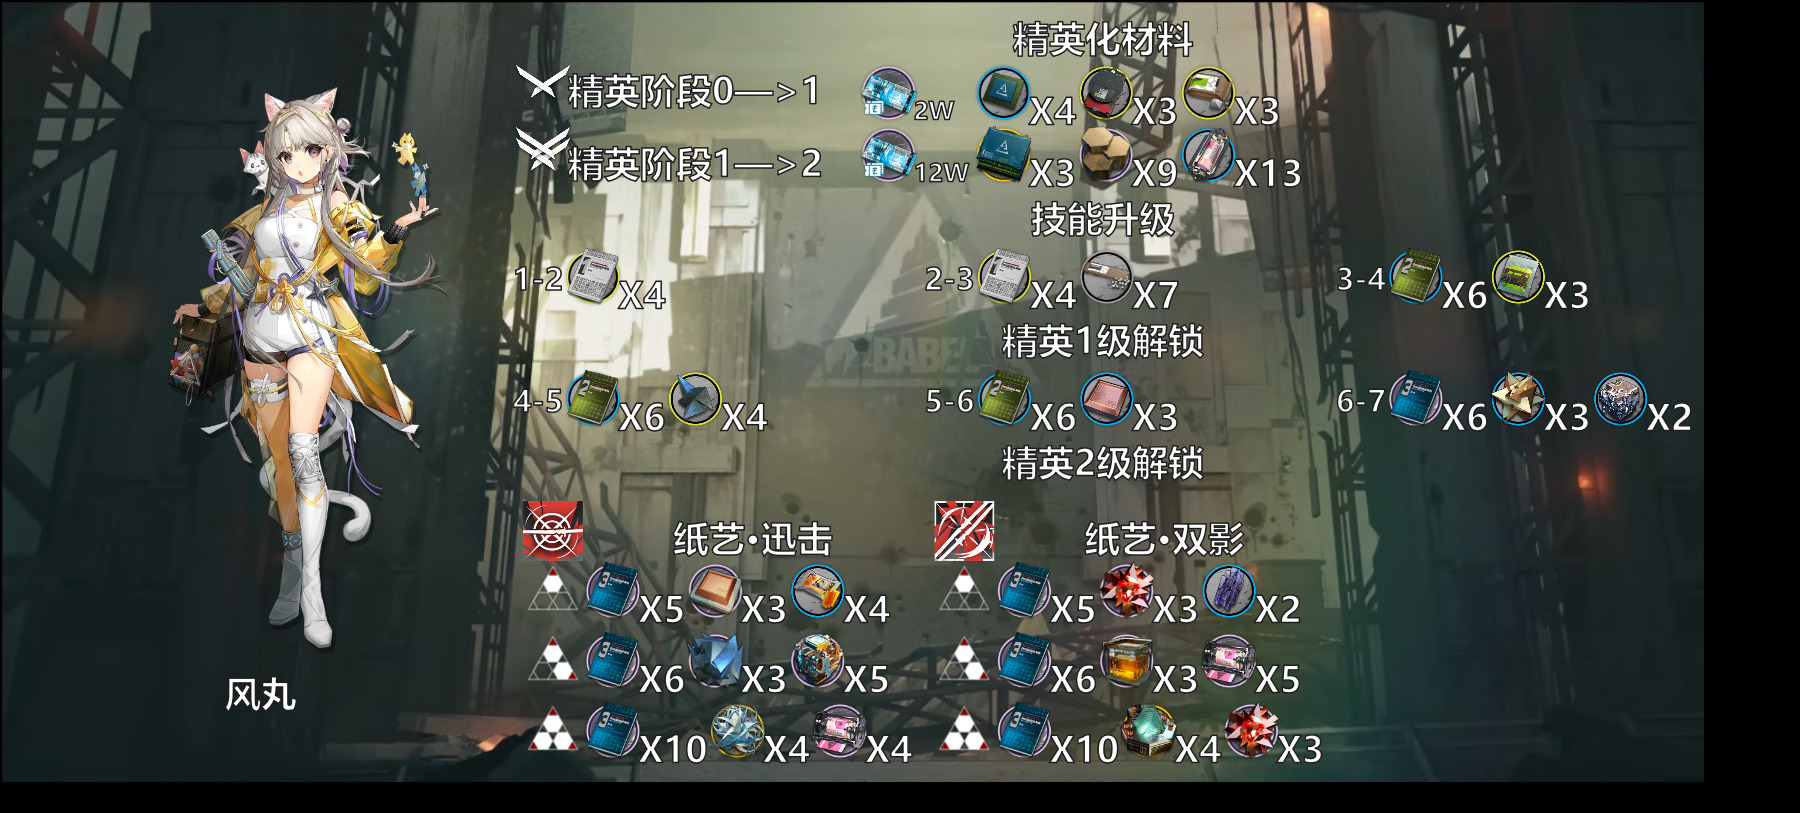 精英化材料
精英阶段0—>1 2W X4 X3 X3
精英阶段1—>2 12W X3 X9 X13
技能升级
1-2 X4 2-3 X4 X7 3-4 X6 X3
精英1级解锁
4-5 X6 X4 5-6 X6 X3 6-7 X6 X3 X2
BABEL
精英2级解锁
纸艺·迅击 纸艺·双影
X5 X3 X4 X5 X3 X2
X6 X3 X5 X6 X3 X5
X10 X4 X4 X10 X4 X3
风丸